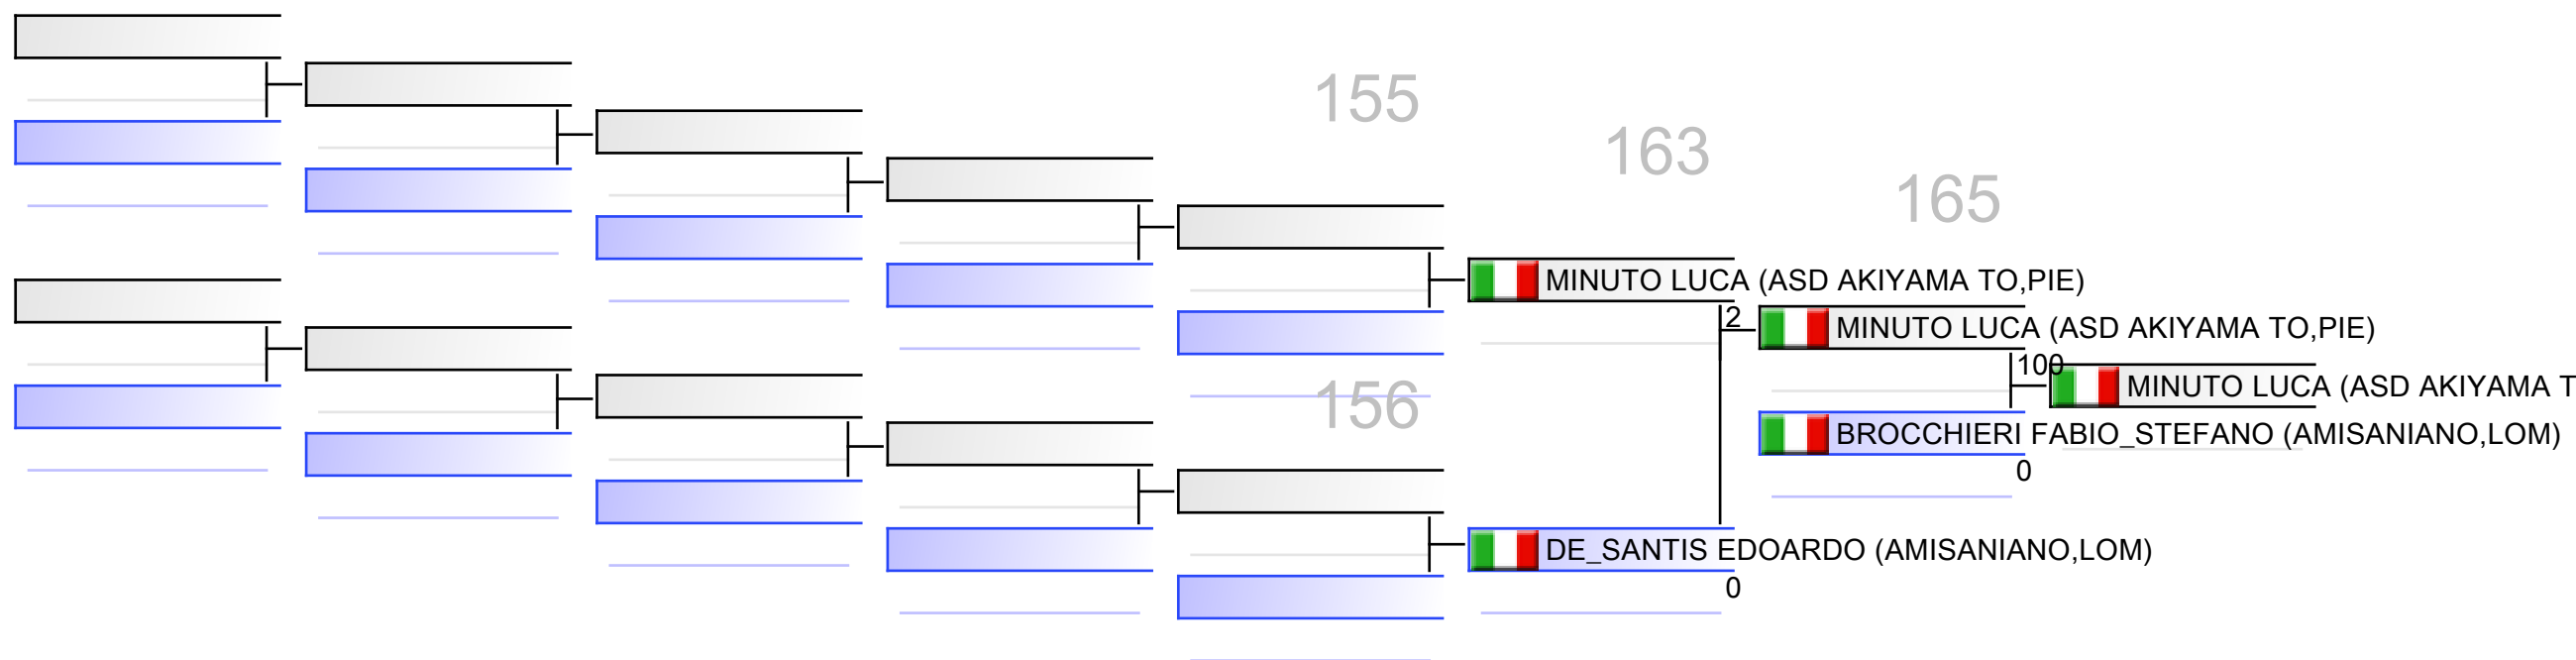 155
163
165
MINUTO LUCA (ASD AKIYAMA TO,PIE)
2
MINUTO LUCA (ASD AKIYAMA TO,PIE)
100
MINUTO LUCA (ASD AKIYAMA T
156
BROCCHIERI FABIO_STEFANO (AMISANIANO,LOM)
0
DE_SANTIS EDOARDO (AMISANIANO,LOM)
0